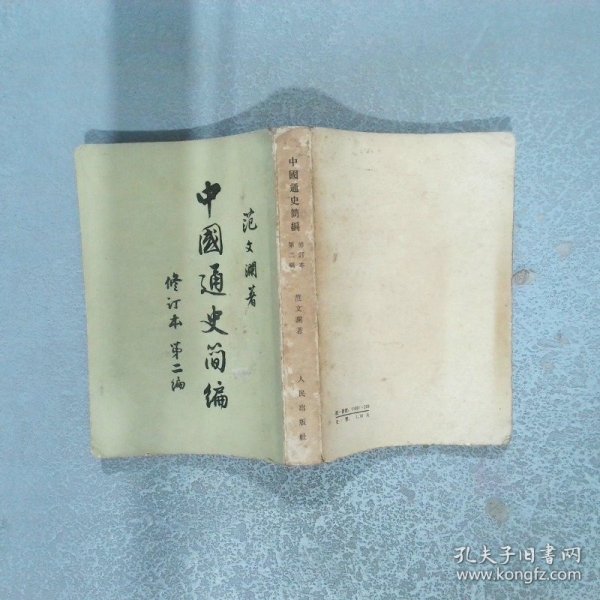 范文瀾著
中國通史简编
修订本 第二编
中國通史簡編
修訂本
第二編
范文瀾著
人民出版社
孔夫子旧书网
www.kongfz.com